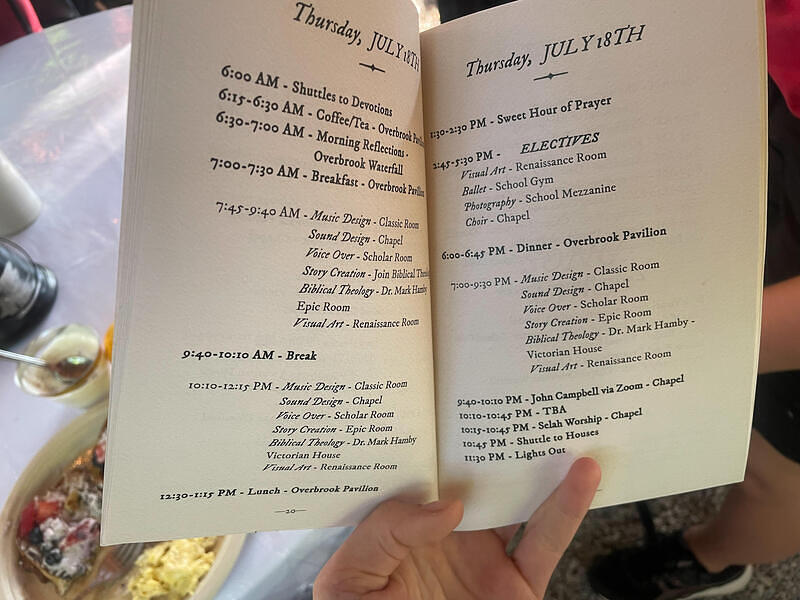 Thursday, JULY 18TH
6:00 AM - Shuttles to Devotions
6:15-6:30 AM - Coffee/Tea - Overbrook
6:30-7:00 AM - Morning Reflections -
Overbrook Waterfall
7:00-7:30 AM - Breakfast - Overbrook
7:45-9:40 AM - Music Design - Classic Room
Sound Design - Chapel
Voice Over - Scholar Room
Story Creation - Join Biblical
Biblical Theology - Dr. Mark Hamby
Epic Room
Visual Art - Renaissance Room
9:40-10:10 AM - Break
10:10-12:15 PM - Music Design - Classic Room
Sound Design - Chapel
Voice Over - Scholar Room
Story Creation - Epic Room
Biblical Theology - Dr. Mark Hamby
Victorian House
Visual Art - Renaissance Room
12:30-1:15 PM - Lunch - Overbrook Pavilion
—20—
Thursday, JULY 18TH
1:30-2:30 PM - Sweet Hour of Prayer
2:45-5:30 PM - ELECTIVES
Visual Art - Renaissance Room
Ballet - School Gym
Photography - School Mezzanine
Choir - Chapel
6:00-6:45 PM - Dinner - Overbrook Pavilion
7:00-9:30 PM - Music Design - Classic Room
Sound Design - Chapel
Voice Over - Scholar Room
Story Creation - Epic Room
Biblical Theology - Dr. Mark Hamby -
Victorian House
Visual Art - Renaissance Room
9:40-10:10 PM - John Campbell via Zoom - Chapel
10:10-10:45 PM - TBA
10:15-10:45 PM - Selah Worship - Chapel
10:45 PM - Shuttle to Houses
11:30 PM - Lights Out